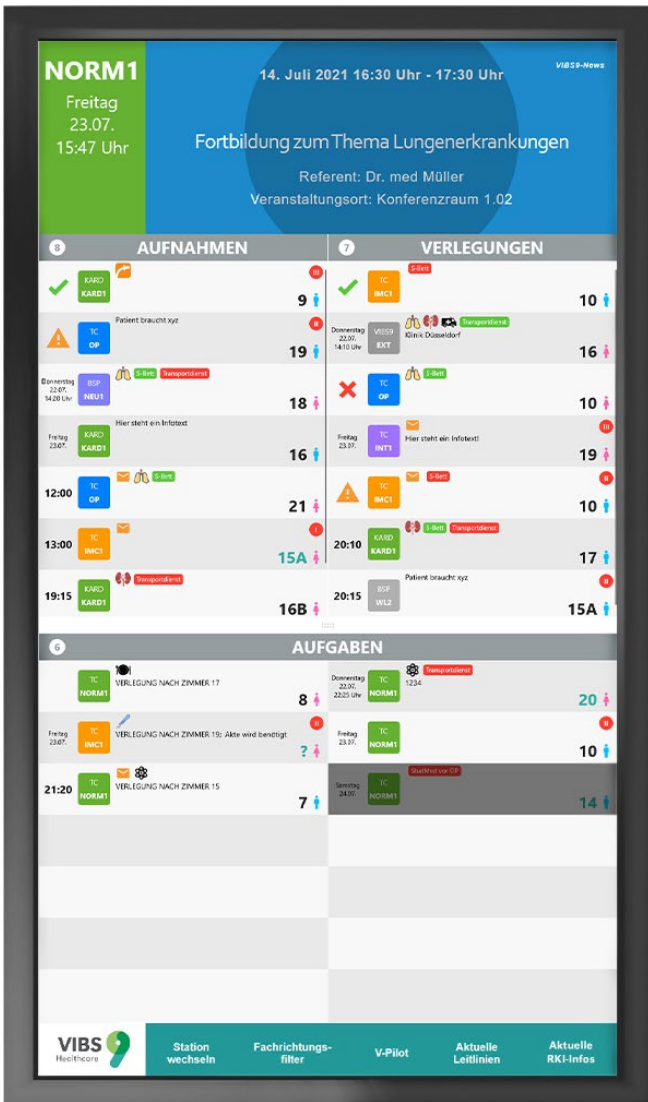 NORM1
Freitag
23.07.
15:47 Uhr
VIBS9-News
14. Juli 2021 16:30 Uhr - 17:30 Uhr
Fortbildung zum Thema Lungenerkrankungen
Referent: Dr. med Müller
Veranstaltungsort: Konferenzraum 1.02
8 AUFNAHMEN
KARD
KARD1
III
9
TC
OP
Patient braucht xyz
II
19
Donnerstag
22.07.
14:20 Uhr
BSP
NEU1
S-Bett Transportdienst
18
Freitag
23.07.
KARD
KARD1
Hier steht ein Infotext
16
12:00
TC
OP
S-Bett
21
13:00
TC
IMC1
I
15A
19:15
KARD
KARD1
Transportdienst
16B
7 VERLEGUNGEN
TC
IMC1
S-Bett
10
Donnerstag
22.07.
14:10 Uhr
VIBS9
EXT
Transportdienst
Klinik Düsseldorf
16
TC
OP
S-Bett
10
Freitag
23.07.
TC
INT1
Hier steht ein Infotext!
III
19
TC
IMC1
S-Bett
II
10
20:10
KARD
KARD1
S-Bett Transportdienst
17
20:15
BSP
WL2
Patient braucht xyz
II
15A
6 AUFGABEN
TC
NORM1
VERLEGUNG NACH ZIMMER 17
8
Freitag
23.07.
TC
IMC1
VERLEGUNG NACH ZIMMER 19; Akte wird benötigt
II
?
21:20
TC
NORM1
VERLEGUNG NACH ZIMMER 15
7
Donnerstag
22.07.
22:25 Uhr
TC
NORM1
Transportdienst
1234
20
Freitag
23.07.
TC
NORM1
II
10
Samstag
24.07.
TC
NORM1
StatMed vor OP
14
VIBS 9
Healthcare
Station
wechseln
Fachrichtungs-
filter
V-Pilot
Aktuelle
Leitlinien
Aktuelle
RKI-Infos